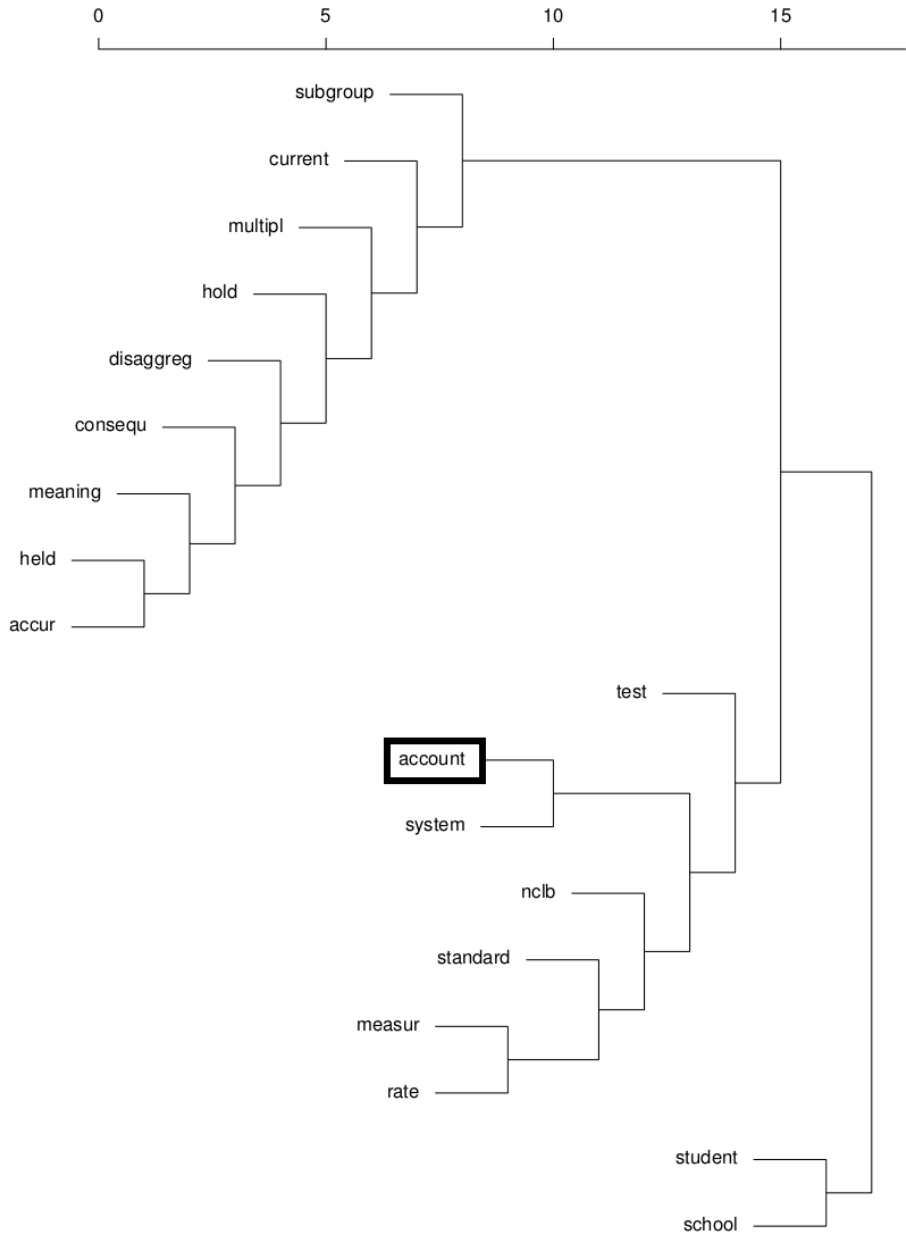 0 5 10 15
subgroup
current
multipl
hold
disaggreg
consequ
meaning
held
accur
test
account
system
nclb
standard
measur
rate
student
school